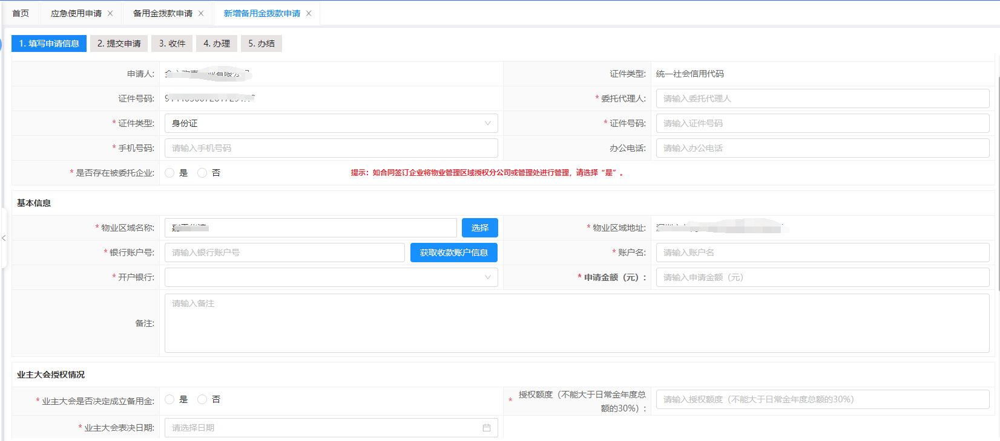 首页 应急使用申请 备用金拨款申请 新增备用金拨款申请
1. 填写申请信息 2. 提交申请 3. 收件 4. 办理 5. 办结
申请人: 证件类型: 统一社会信用代码
证件号码: * 委托代理人: 请输入委托代理人
* 证件类型: 身份证 * 证件号码: 请输入证件号码
* 手机号码: 请输入手机号码 办公电话: 请输入办公电话
* 是否存在被委托企业: 是 否 提示：如合同签订企业将物业管理区域授权分公司或管理处进行管理，请选择“是”。
基本信息
* 物业区域名称: 选择 * 物业区域地址:
* 银行账户号: 请输入银行账户号 获取收款账户信息 * 账户名: 请输入账户名
* 开户银行: * 申请金额（元）: 请输入申请金额（元）
备注: 请输入备注
业主大会授权情况
* 业主大会是否决定成立备用金: 是 否 * 授权额度（不能大于日常金年度总
额的30%）: 请输入授权额度（不能大于日常金年度总额的30%）
* 业主大会表决日期: 请选择日期